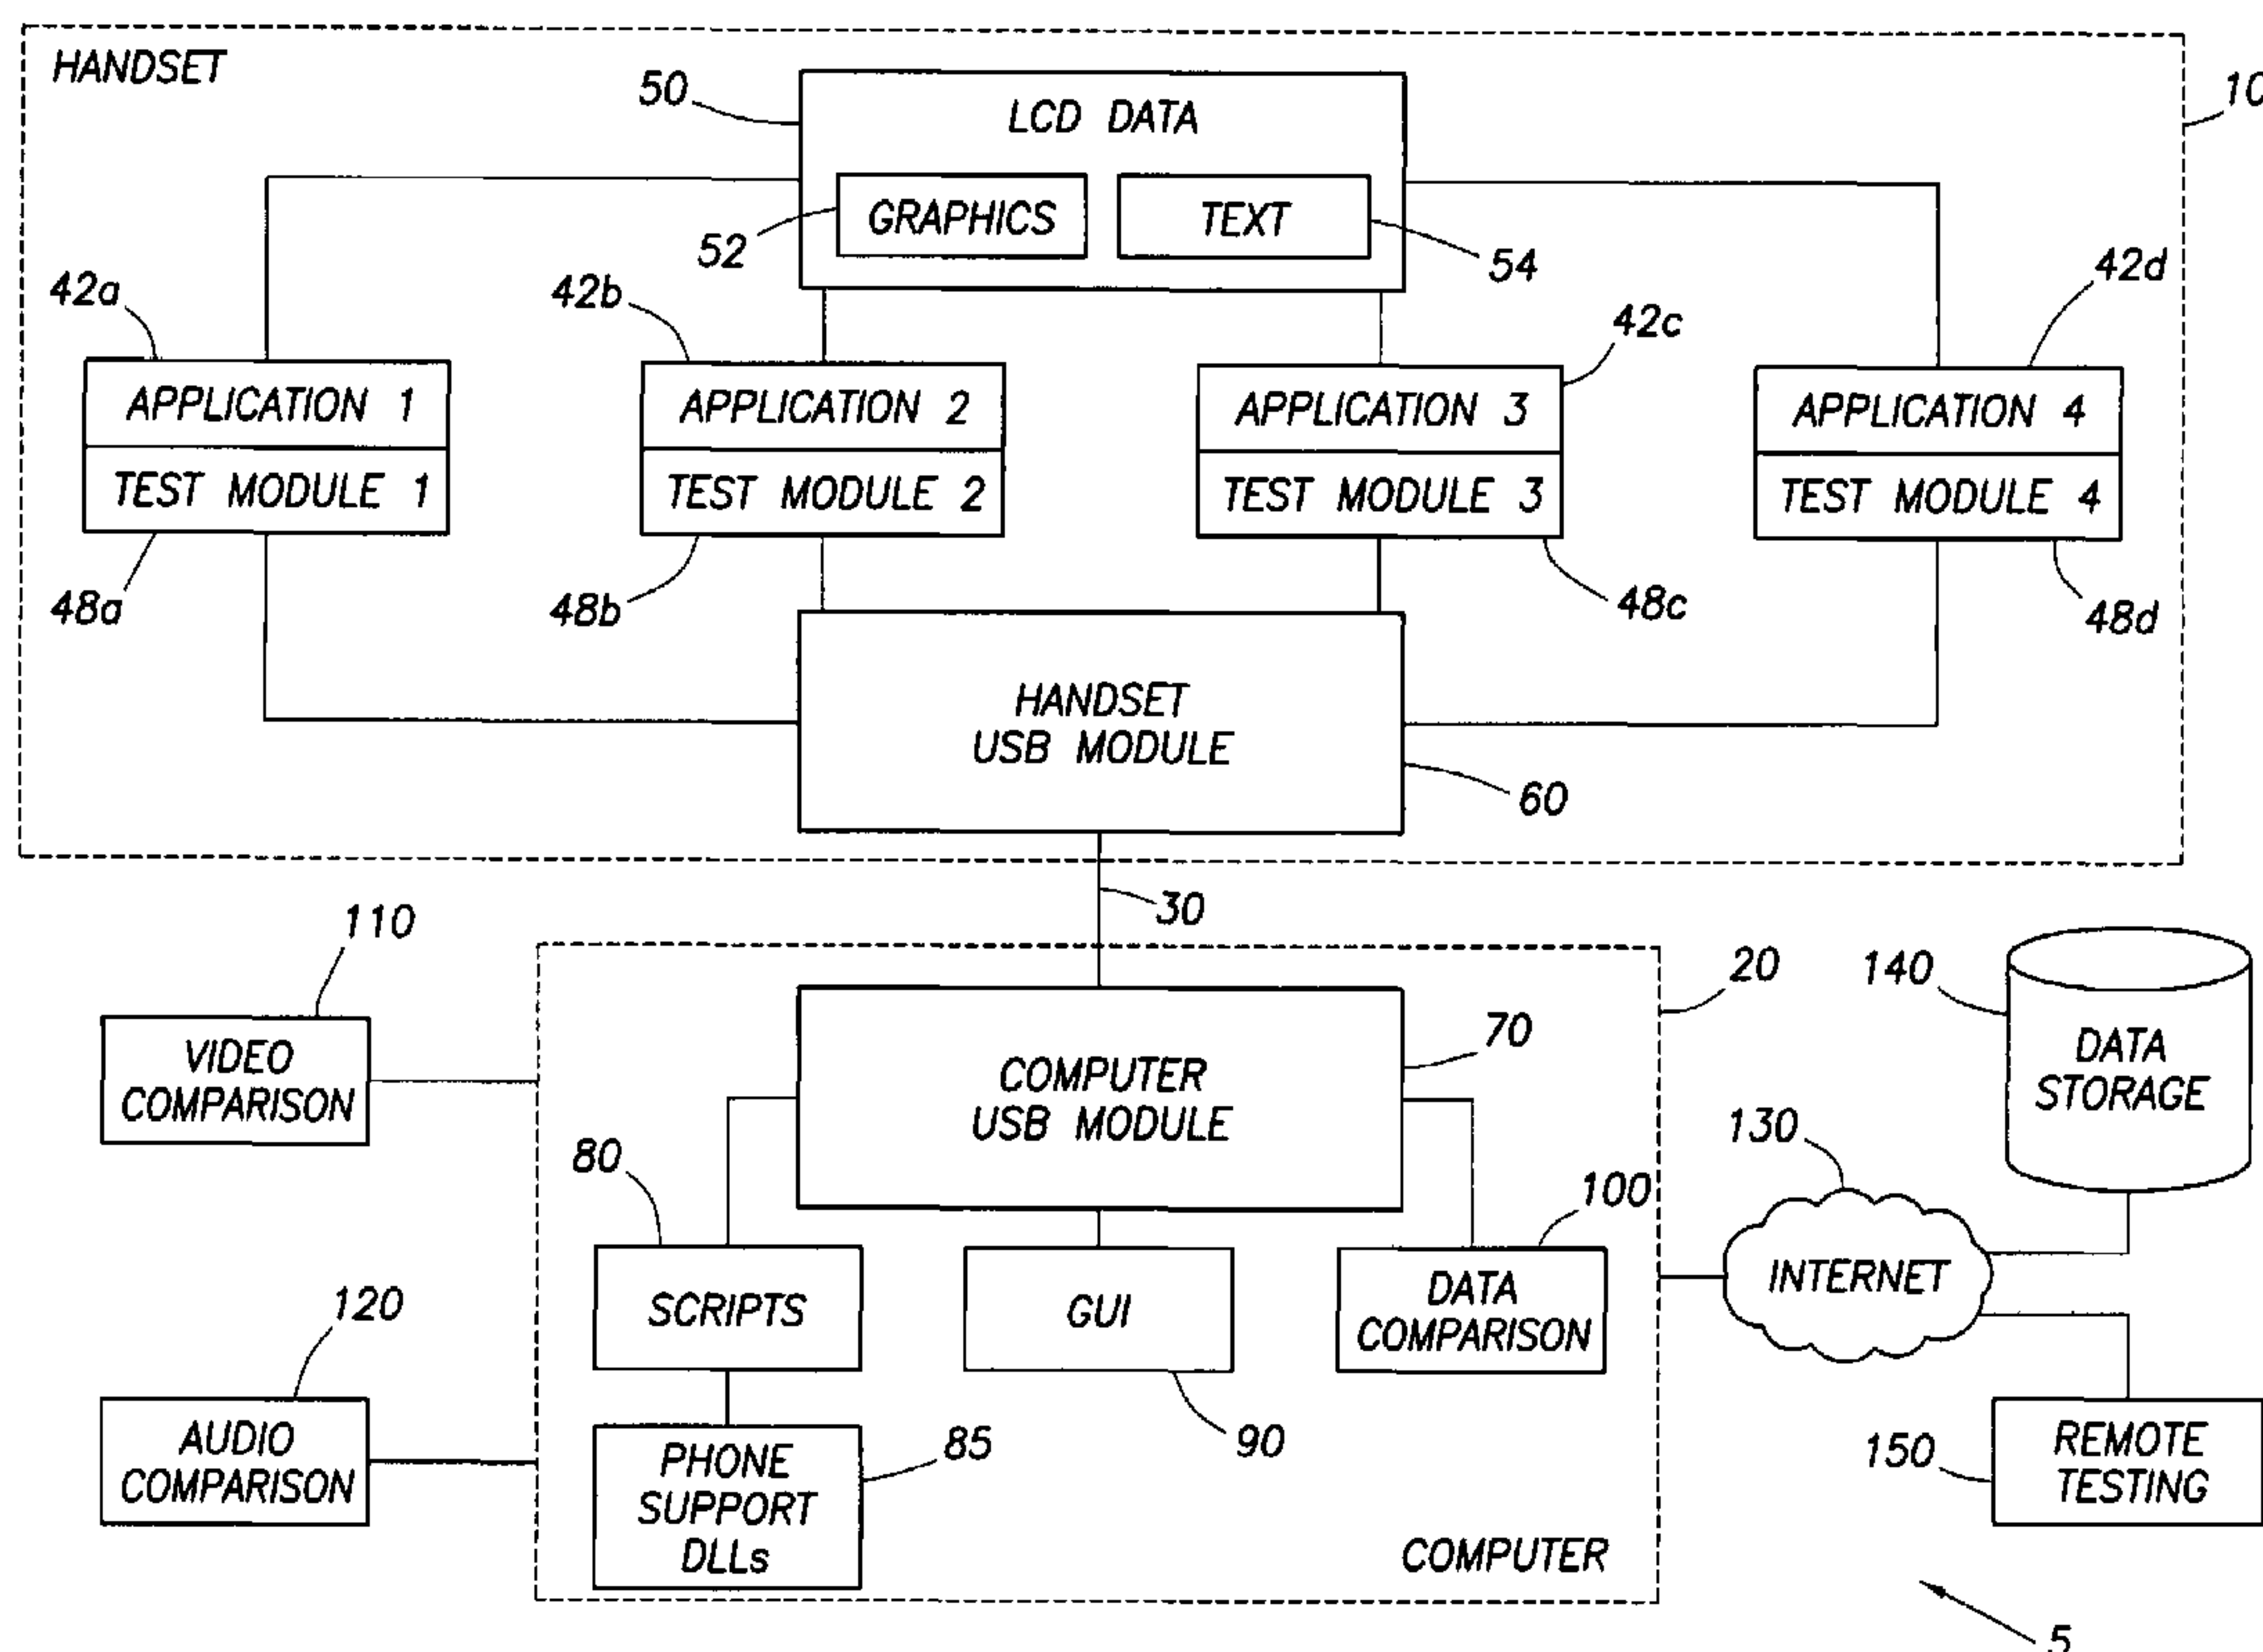 HANDSET
10
50
LCD DATA
GRAPHICS
TEXT
52
54
42a
42b
42c
42d
APPLICATION 1
APPLICATION 2
APPLICATION 3
APPLICATION 4
TEST MODULE 1
TEST MODULE 2
TEST MODULE 3
TEST MODULE 4
48a
48b
48c
48d
HANDSET
USB MODULE
60
30
110
20
140
VIDEO
COMPARISON
COMPUTER
USB MODULE
70
DATA
STORAGE
80
130
100
SCRIPTS
GUI
DATA
COMPARISON
INTERNET
120
AUDIO
COMPARISON
PHONE
SUPPORT
DLLs
85
90
150
REMOTE
TESTING
COMPUTER
5